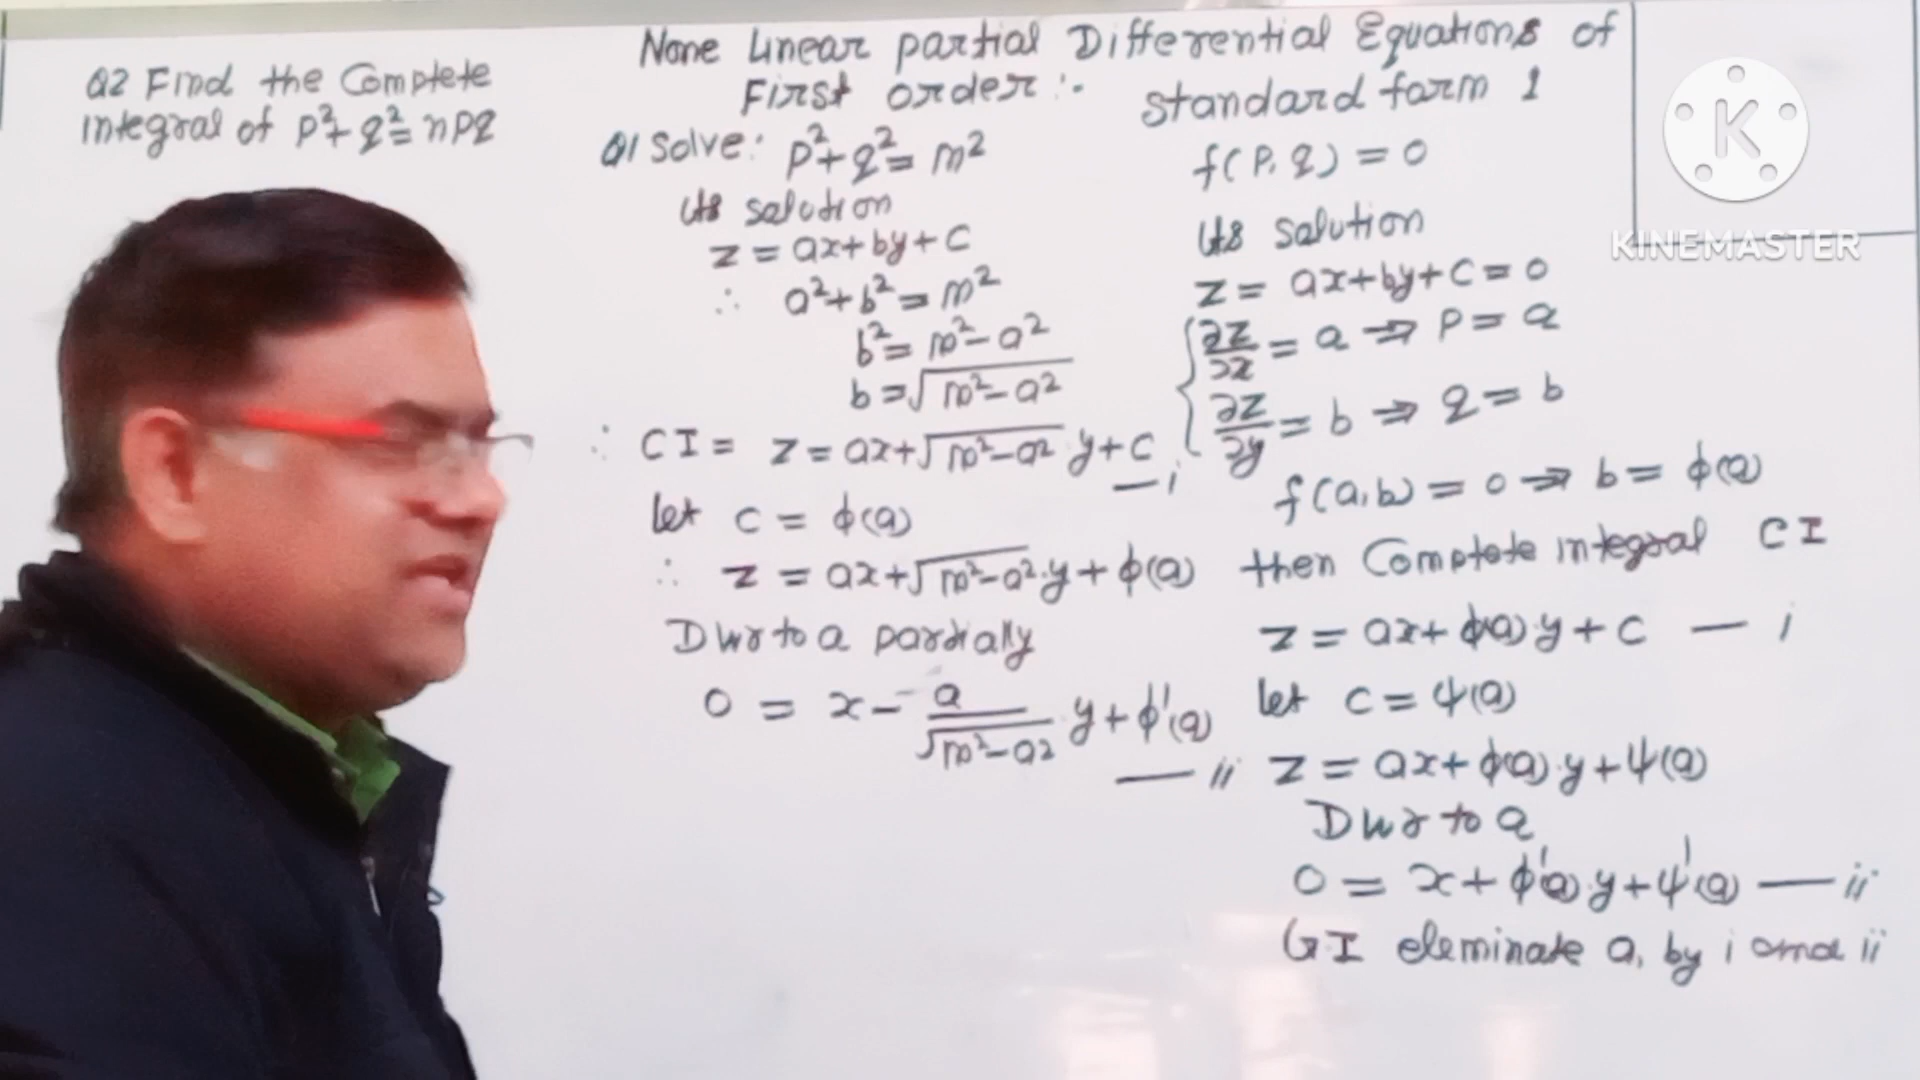 None Linear partial Differential Equations of
First order :-
Standard form 1
Q2 Find the Complete
integral of p²+q²=npq
Q1 Solve: p²+q²=m²
Its solution
z = ax+by+c
∴ a²+b²=m²
b²=m²-a²
b=√m²-a²
∴ CI = z=ax+√m²-a² y+c
— i
let c = ϕ(a)
∴ z = ax+√m²-a².y+ϕ(a)
Dwr to a partially
0 = x - a/√m²-a² y+ϕ'(a)
— ii
f(p,q)=0
Its solution
z = ax+by+c=0
∂z/∂x = a ⇒ p = a
∂z/∂y = b ⇒ q = b
f(a,b) = 0 ⇒ b = ϕ(a)
then Complete integral CI
z = ax+ϕ(a).y+c — i
let c=ψ(a)
z = ax+ϕ(a).y+ψ(a)
Dwr to a
0 = x+ϕ'(a).y+ψ'(a) — ii
GI eleminate a, by i and ii
K
KINEMASTER